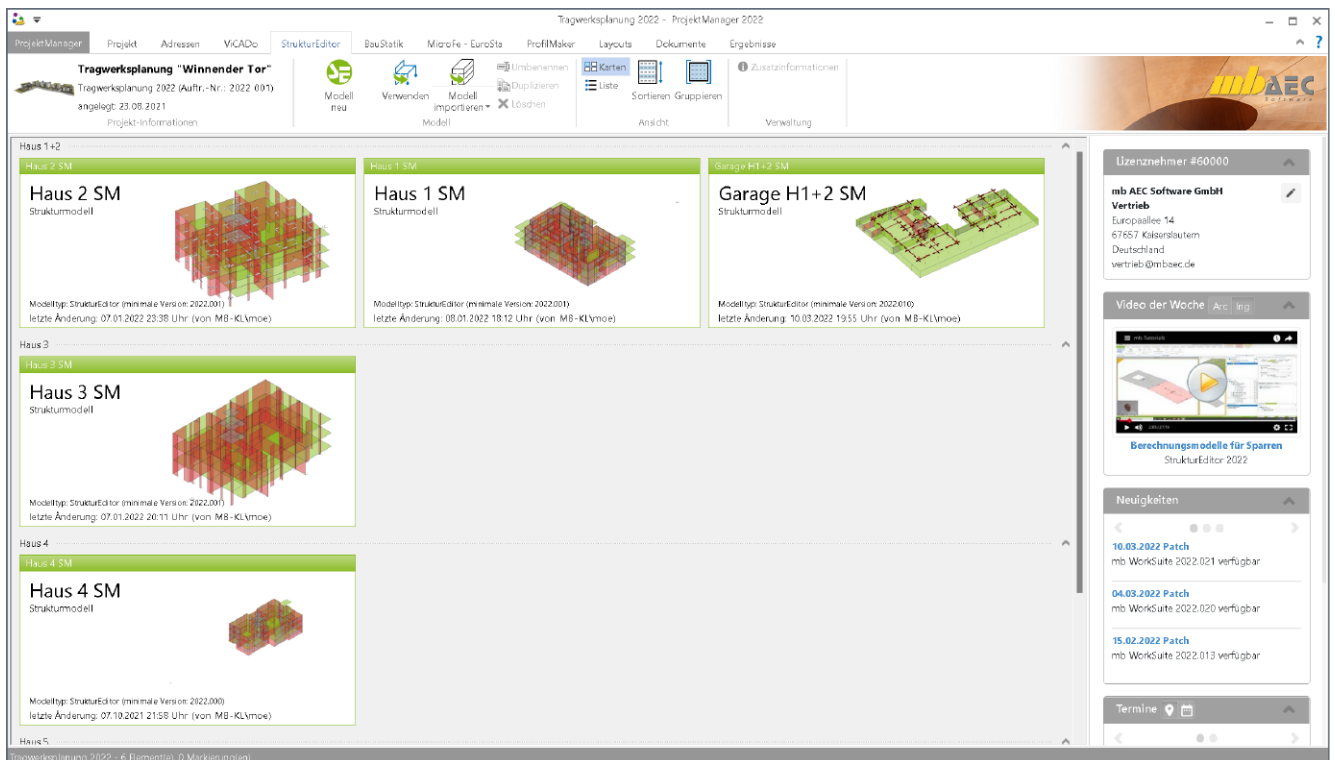 Tragwerksplanung 2022 - ProjektManager 2022
ProjektManager Projekt Adressen ViCADo StrukturEditor BauStatik MicroFe - EuroSta ProfilMaker Layouts Dokumente Ergebnisse
Tragwerksplanung "Winnender Tor"
Tragwerksplanung 2022 (Auftr.-Nr.: 2022 001)
angelegt: 23.08.2021
Projekt-Informationen
Modell
neu
Verwenden
Modell
importieren
Umbenennen
Duplizieren
Löschen
Modell
Karten
Liste
Sortieren Gruppieren
Ansicht
Zusatzinformationen
Verwaltung
mb AEC
Software
Haus 1+2
Haus 2 SM
Haus 2 SM
Strukturmodell
Modelltyp: StrukturEditor (minimale Version: 2022.001)
letzte Änderung: 07.01.2022 23:38 Uhr (von MB-KL\moe)
Haus 1 SM
Haus 1 SM
Strukturmodell
Modelltyp: StrukturEditor (minimale Version: 2022.001)
letzte Änderung: 08.01.2022 18:12 Uhr (von MB-KL\moe)
Garage H1+2 SM
Garage H1+2 SM
Strukturmodell
Modelltyp: StrukturEditor (minimale Version: 2022.010)
letzte Änderung: 10.03.2022 19:55 Uhr (von MB-KL\moe)
Haus 3
Haus 3 SM
Haus 3 SM
Strukturmodell
Modelltyp: StrukturEditor (minimale Version: 2022.001)
letzte Änderung: 07.01.2022 20:11 Uhr (von MB-KL\moe)
Haus 4
Haus 4 SM
Haus 4 SM
Strukturmodell
Modelltyp: StrukturEditor (minimale Version: 2022.000)
letzte Änderung: 07.10.2021 21:58 Uhr (von MB-KL\moe)
Haus 5
Lizenznehmer #60000
mb AEC Software GmbH
Vertrieb
Europaallee 14
67657 Kaiserslautern
Deutschland
vertrieb@mbaec.de
Video der Woche Arc Ing
mb-Tutorials
Berechnungsmodelle für Sparren
StrukturEditor 2022
Neuigkeiten
10.03.2022 Patch
mb WorkSuite 2022.021 verfügbar
04.03.2022 Patch
mb WorkSuite 2022.020 verfügbar
15.02.2022 Patch
mb WorkSuite 2022.013 verfügbar
Termine
Tragwerksplanung 2022 - 6 Element(e), 0 Markierung(en)